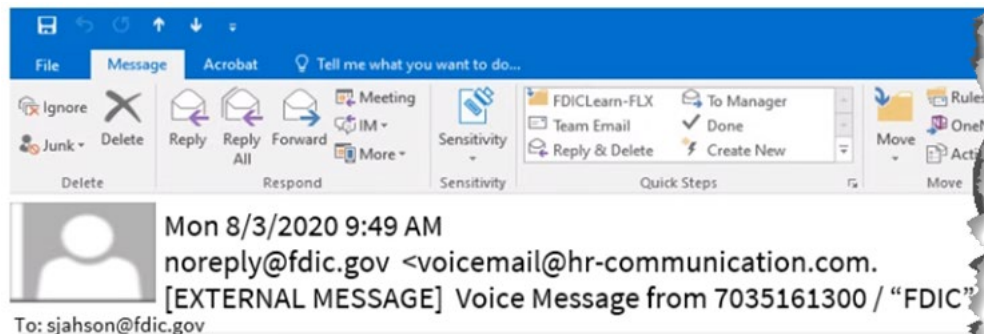 File Message Acrobat Tell me what you want to do...
Ignore
Junk
Delete
Reply
Reply All
Forward
Meeting
IM
More
Sensitivity
FDICLearn-FLX To Manager
Team Email Done
Reply & Delete Create New
Move
Rules
Delete Respond Sensitivity Quick Steps Move
Mon 8/3/2020 9:49 AM
noreply@fdic.gov <voicemail@hr-communication.com.
[EXTERNAL MESSAGE] Voice Message from 7035161300 / “FDIC”
To: sjahson@fdic.gov